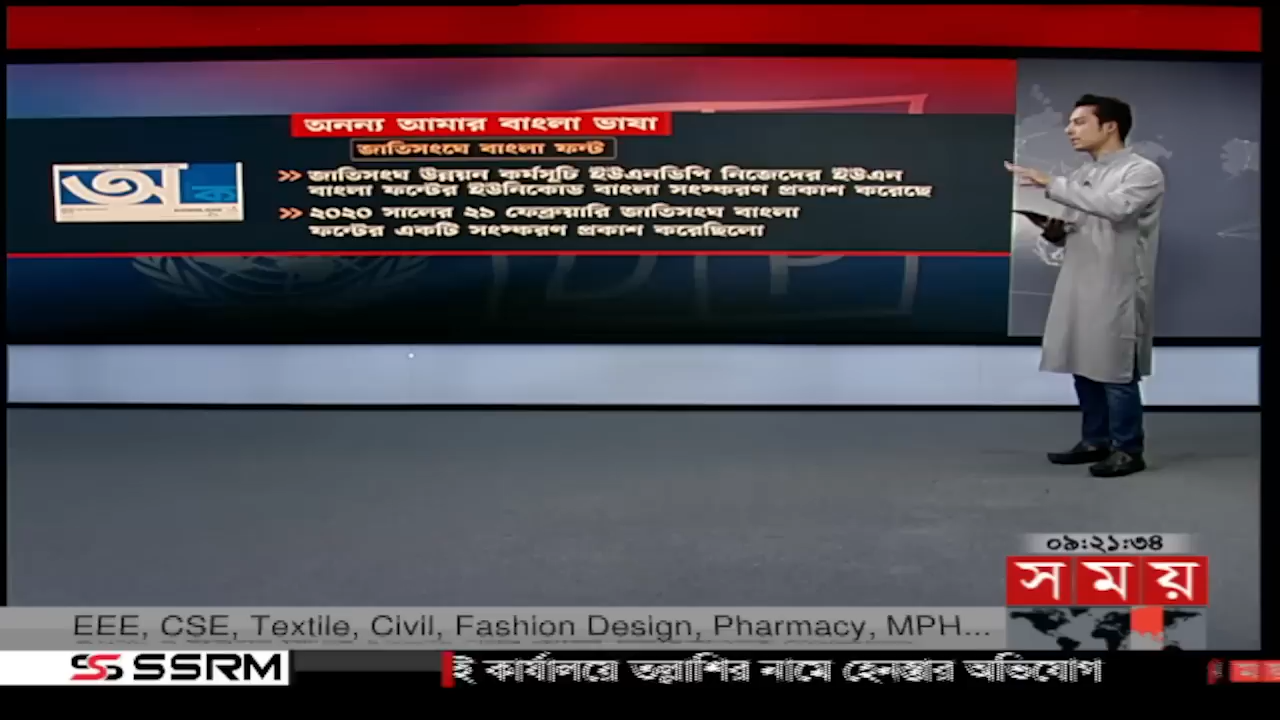 অনন্য আমার বাংলা ভাষা
জাতিসংঘে বাংলা ফন্ট
অ
ক
>> জাতিসংঘ উন্নয়ন কর্মসূচি ইউএনডিপি নিজেদের ইউএন
বাংলা ফন্টের ইউনিকোড বাংলা সংস্করণ প্রকাশ করেছে
>> ২০২০ সালের ২১ ফেব্রুয়ারি জাতিসংঘ বাংলা
ফন্টের একটি সংস্করণ প্রকাশ করেছিলো
DP
০৯:২১:৩৪
সময়
EEE, CSE, Textile, Civil, Fashion Design, Pharmacy, MPH...
SSRM
ই কার্যালয়ে তল্লাশির নামে হেনস্তার অভিযোগ